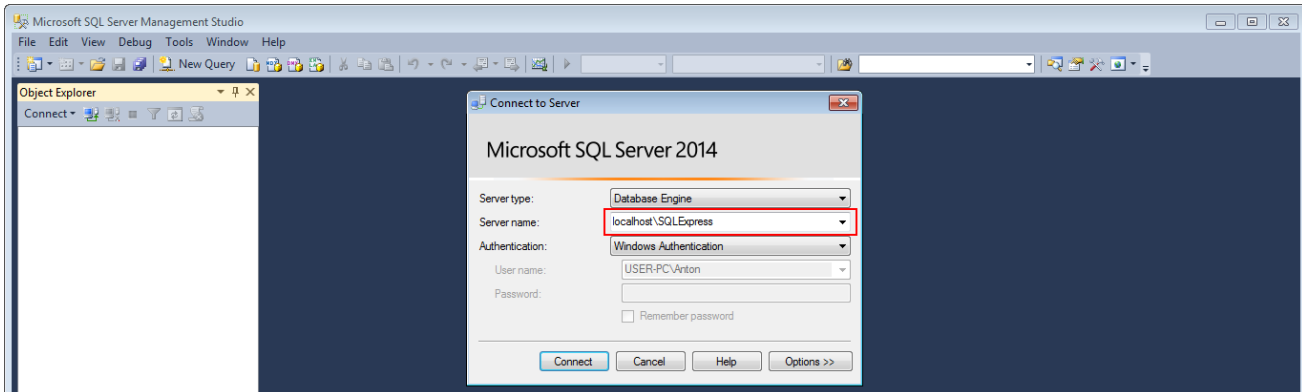 Microsoft SQL Server Management Studio
File Edit View Debug Tools Window Help
New Query
Object Explorer
Connect
Connect to Server
Microsoft SQL Server 2014
Server type: Database Engine
Server name: localhost\SQLExpress
Authentication: Windows Authentication
User name: USER-PC\Anton
Password:
Remember password
Connect Cancel Help Options >>